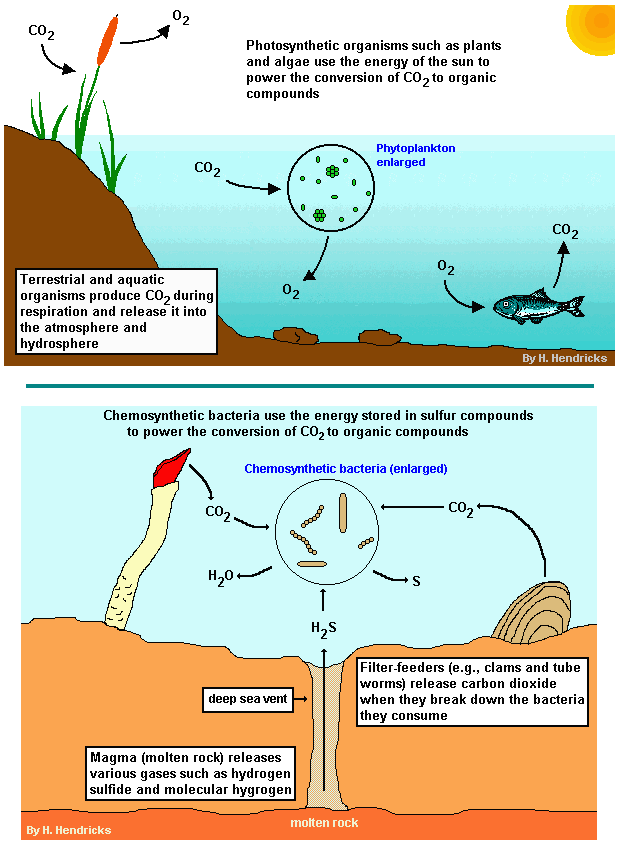 CO2
O2
Photosynthetic organisms such as plants
and algae use the energy of the sun to
power the conversion of CO2 to organic
compounds
Phytoplankton
enlarged
CO2
O2
O2
CO2
Terrestrial and aquatic
organisms produce CO2 during
respiration and release it into
the atmosphere and
hydrosphere
By H. Hendricks
Chemosynthetic bacteria use the energy stored in sulfur compounds
to power the conversion of CO2 to organic compounds
Chemosynthetic bacteria (enlarged)
CO2
CO2
H2O
S
H2S
deep sea vent
Filter-feeders (e.g., clams and tube
worms) release carbon dioxide
when they break down the bacteria
they consume
Magma (molten rock) releases
various gases such as hydrogen
sulfide and molecular hygrogen
molten rock
By H. Hendricks